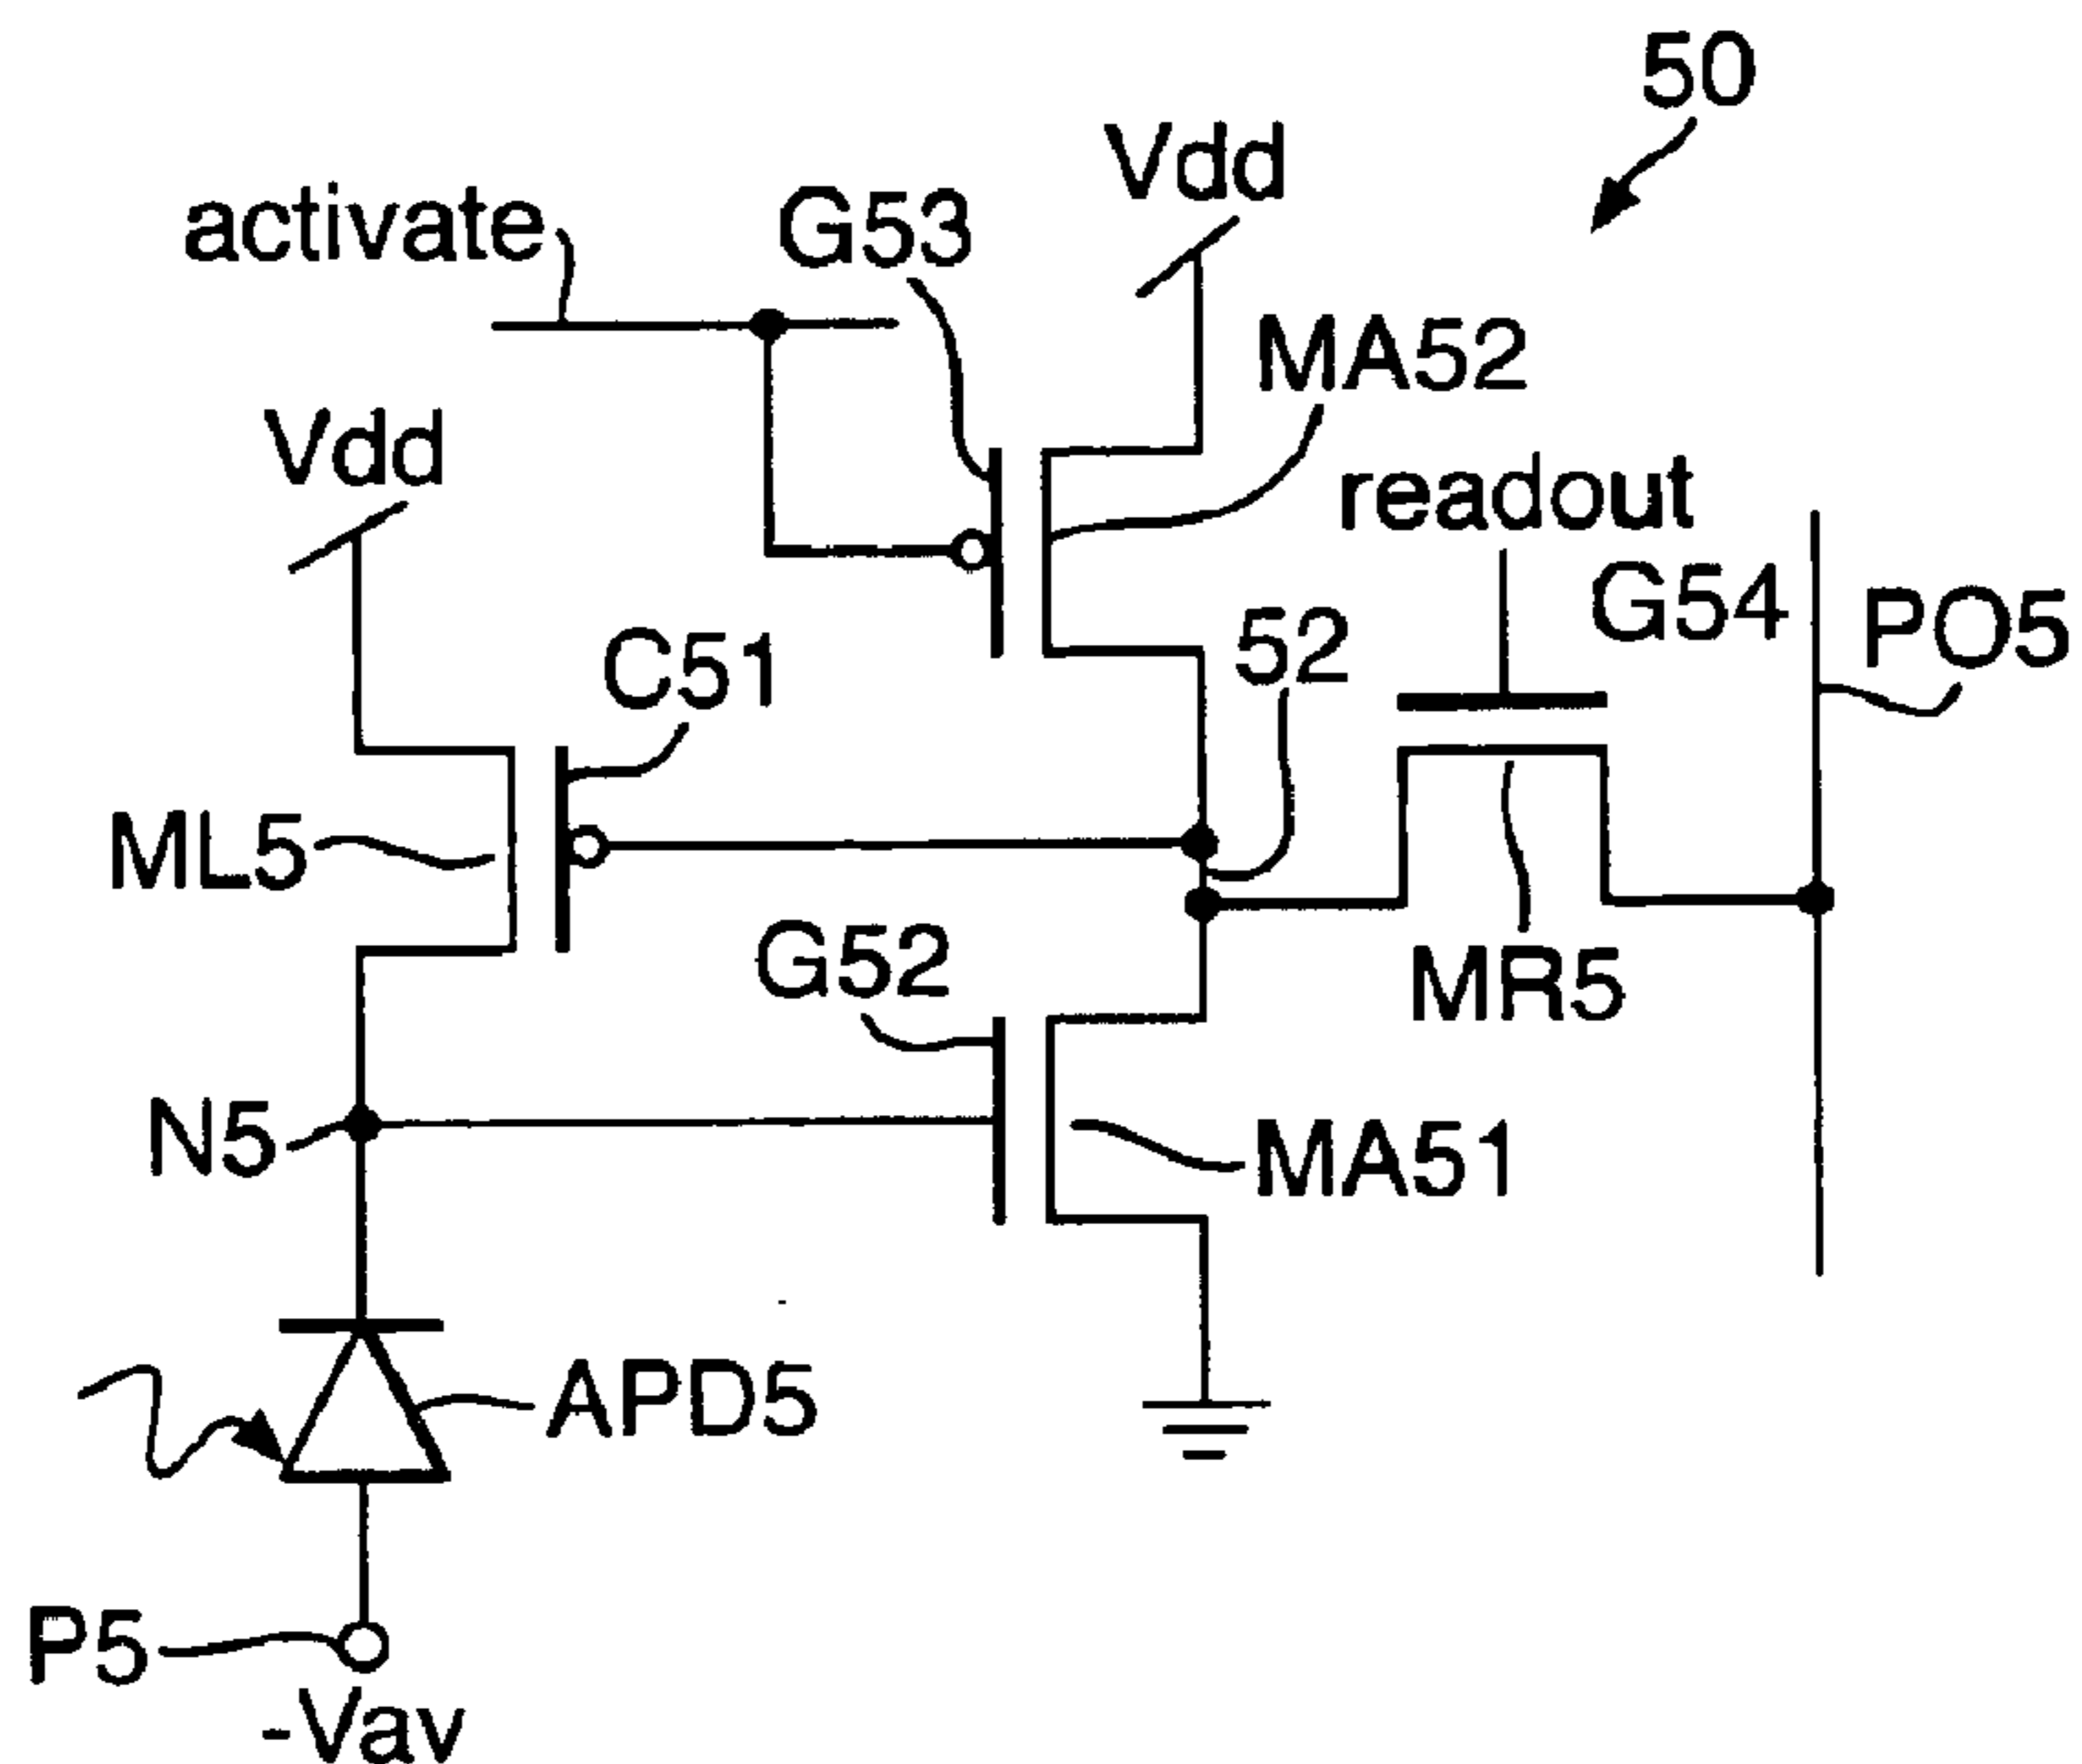 50
Vdd
activate
G53
MA52
Vdd
readout
G54
PO5
52
C51
ML5
G52
MR5
N5
MA51
APD5
P5
-Vav